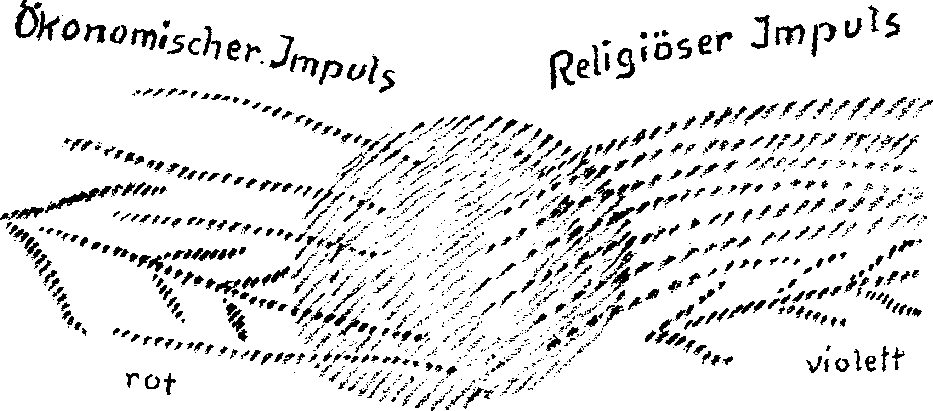 Ökonomischer. Impuls
Religiöser Impuls
rot
violett